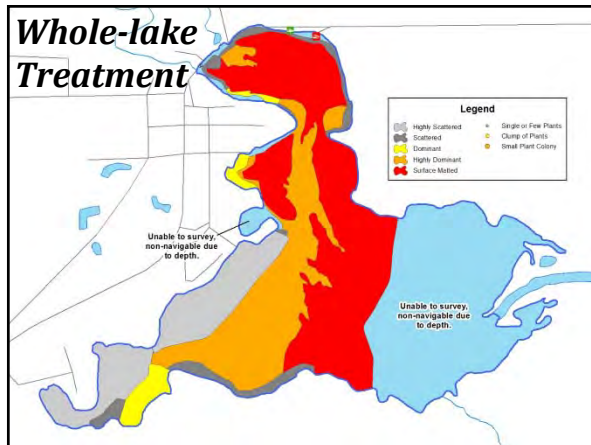 Whole-lake
Treatment
Legend
Highly Scattered
Scattered
Dominant
Highly Dominant
Surface Matted
Single or Few Plants
Clump of Plants
Small Plant Colony
Unable to survey,
non-navigable due
to depth.
Unable to survey,
non-navigable due
to depth.